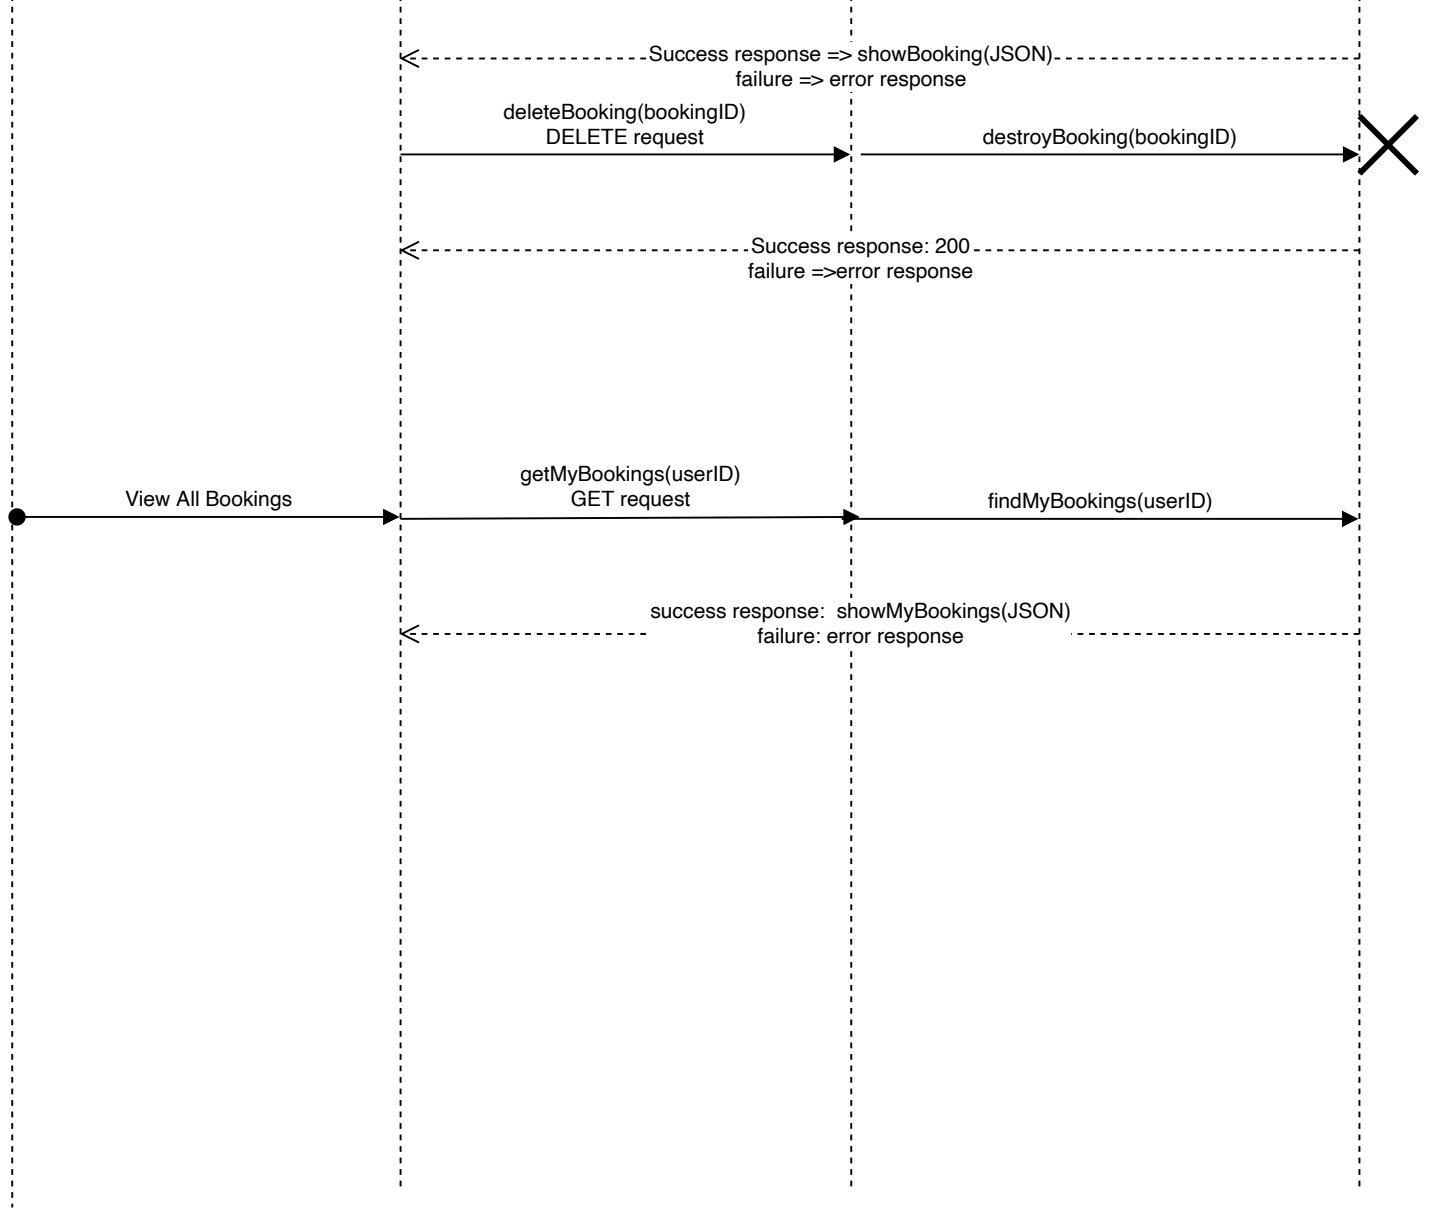 Success response => showBooking(JSON)
failure => error response
deleteBooking(bookingID)
DELETE request
destroyBooking(bookingID)
Success response: 200
failure =>error response
getMyBookings(userID)
GET request
View All Bookings
findMyBookings(userID)
success response:  showMyBookings(JSON)
failure: error response